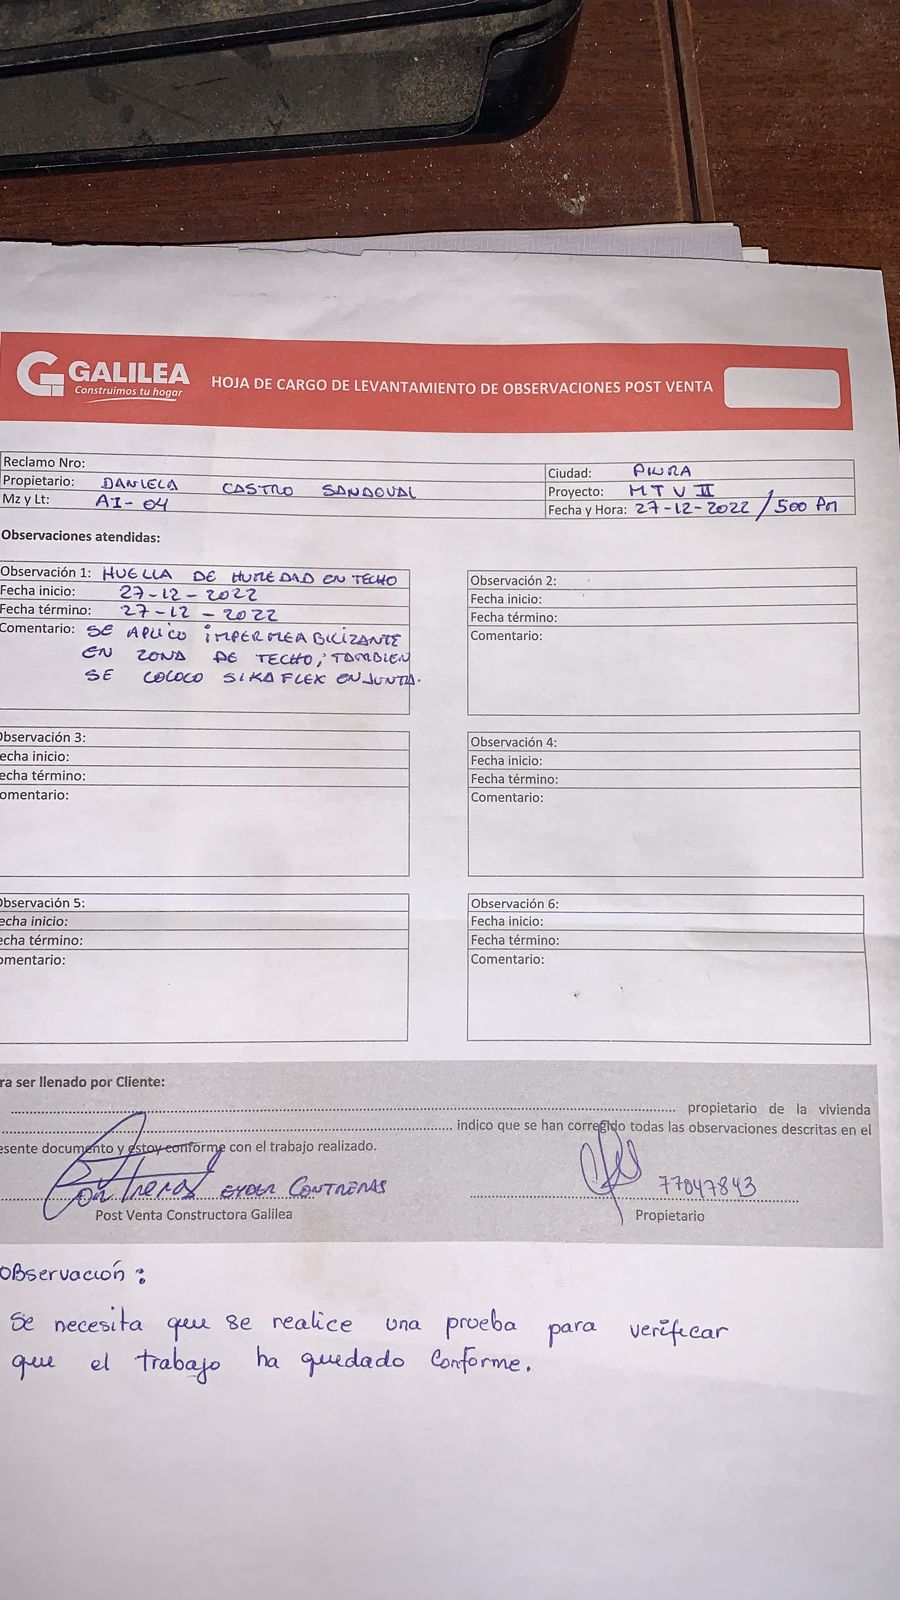 GALILEA
Construimos tu hogar
HOJA DE CARGO DE LEVANTAMIENTO DE OBSERVACIONES POST VENTA
Reclamo Nro:
Propietario: DANIELA CASTRO SANDOVAL
Mz y Lt: A1-04
Ciudad: PIURA
Proyecto: MTV II
Fecha y Hora: 27-12-2022 / 500 Pm
Observaciones atendidas:
Observación 1: HUELLA DE HUMEDAD EN TECHO
Fecha inicio: 27-12-2022
Fecha término: 27-12-2022
Comentario: SE APLICO IMPERMEABILIZANTE
EN ZONA DE TECHO, TAMBIEN
SE COLOCO SIKAFLEX EN JUNTA.
Observación 2:
Fecha inicio:
Fecha término:
Comentario:
Observación 3:
echa inicio:
echa término:
omentario:
Observación 4:
Fecha inicio:
Fecha término:
Comentario:
Observación 5:
echa inicio:
echa término:
omentario:
Observación 6:
Fecha inicio:
Fecha término:
Comentario:
ra ser llenado por Cliente:
propietario de la vivienda
indico que se han corregido todas las observaciones descritas en el
esente documento y estoy conforme con el trabajo realizado.
Contreras EYDER CONTRERAS
Post Venta Constructora Galilea
77047843
Propietario
OBservación:
Se necesita que se realice una prueba para verificar
que el trabajo ha quedado Conforme.